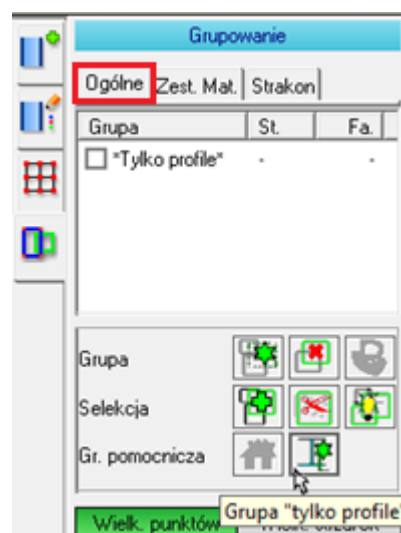 Grupowanie
Ogólne Zest. Mat. Strakon
Grupa St. Fa.
*Tylko profile* - -
Grupa
Selekcja
Gr. pomocnicza
Grupa "tylko profile"
Wielk. punktów